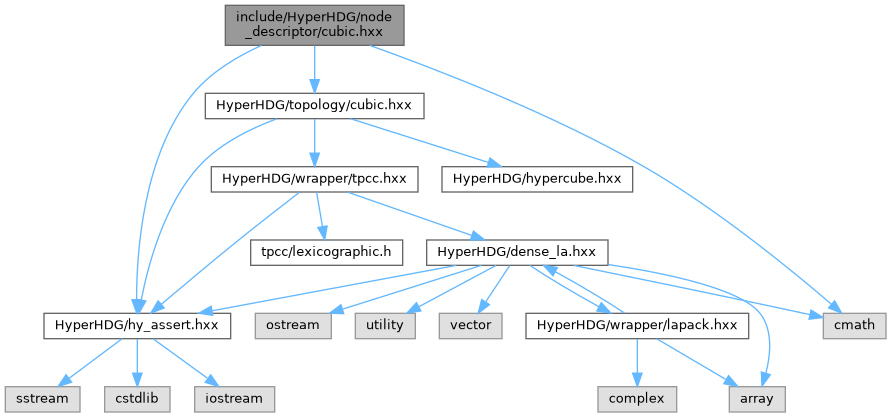 include/HyperHDG/node
_descriptor/cubic.hxx
HyperHDG/topology/cubic.hxx
HyperHDG/wrapper/tpcc.hxx
HyperHDG/hypercube.hxx
tpcc/lexicographic.h
HyperHDG/dense_la.hxx
HyperHDG/hy_assert.hxx
ostream
utility
vector
HyperHDG/wrapper/lapack.hxx
cmath
sstream
cstdlib
iostream
complex
array